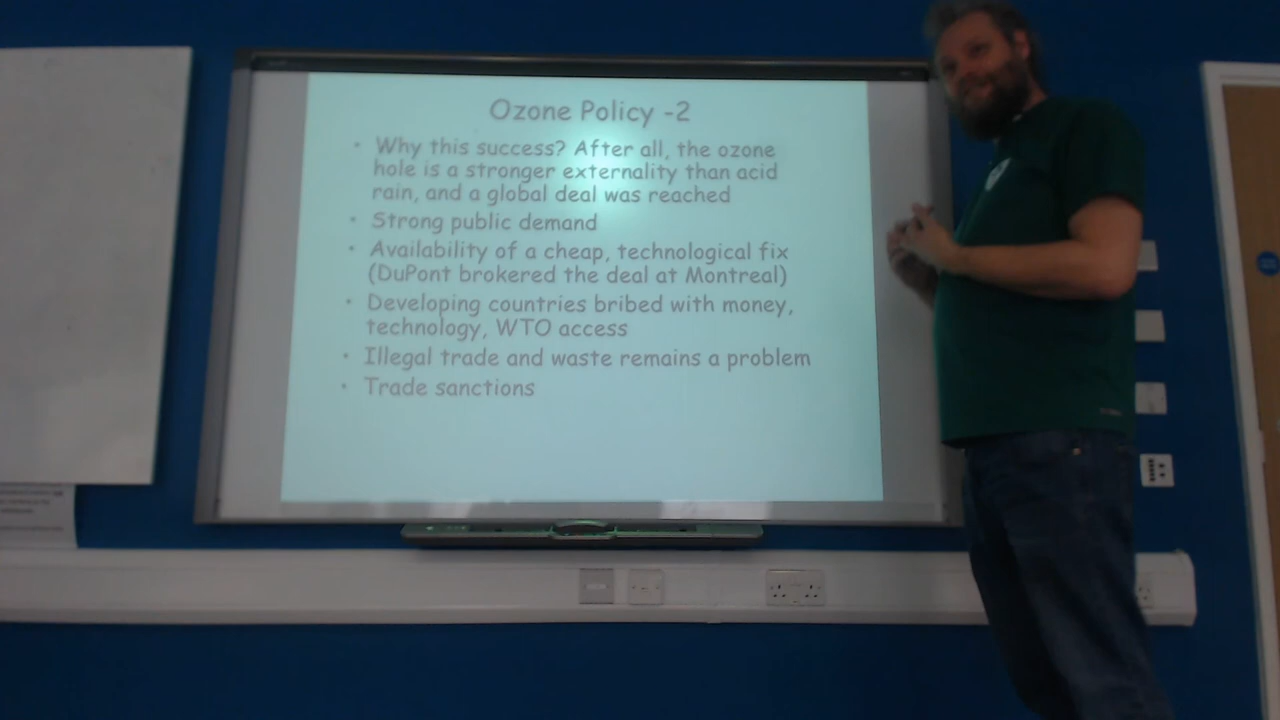 Ozone Policy -2
• Why this success? After all, the ozone
hole is a stronger externality than acid
rain, and a global deal was reached
• Strong public demand
• Availability of a cheap, technological fix
(DuPont brokered the deal at Montreal)
• Developing countries bribed with money,
technology, WTO access
• Illegal trade and waste remains a problem
• Trade sanctions